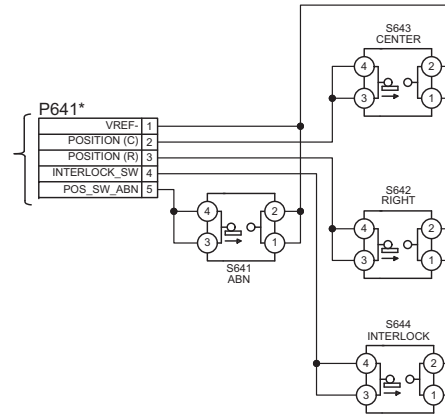 S643
CENTER
4 2
3 1
P641*
VREF- 1
POSITION (C) 2
POSITION (R) 3
INTERLOCK_SW 4
POS_SW_ABN 5
4 2
3 1
S641
ABN
S642
RIGHT
4 2
3 1
S644
INTERLOCK
4 2
3 1